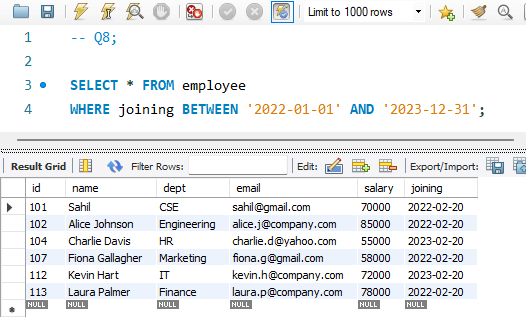 Limit to 1000 rows
1 -- Q8;
2
3 SELECT * FROM employee
4 WHERE joining BETWEEN '2022-01-01' AND '2023-12-31';
Result Grid Filter Rows: Edit: Export/Import:
id name dept email salary joining
101 Sahil CSE sahil@gmail.com 70000 2022-02-20
102 Alice Johnson Engineering alice.j@company.com 85000 2022-02-20
104 Charlie Davis HR charlie.d@yahoo.com 55000 2023-02-20
107 Fiona Gallagher Marketing fiona.g@gmail.com 58000 2022-02-20
112 Kevin Hart IT kevin.h@company.com 72000 2023-02-20
113 Laura Palmer Finance laura.p@company.com 78000 2022-02-20
NULL NULL NULL NULL NULL NULL